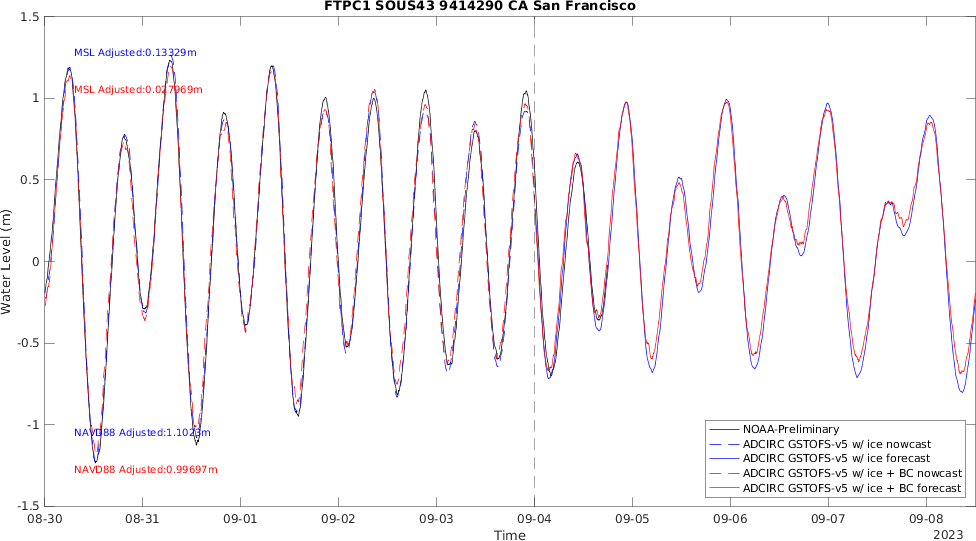 FTPC1 SOUS43 9414290 CA San Francisco
1.5
MSL Adjusted:0.13329m
MSL Adjusted:0.027969m
1
0.5
Water Level (m)
0
-0.5
-1
NAVD88 Adjusted:1.1023m
NAVD88 Adjusted:0.99697m
-1.5
NOAA-Preliminary
ADCIRC GSTOFS-v5 w/ ice nowcast
ADCIRC GSTOFS-v5 w/ ice forecast
ADCIRC GSTOFS-v5 w/ ice + BC nowcast
ADCIRC GSTOFS-v5 w/ ice + BC forecast
08-30 08-31 09-01 09-02 09-03 09-04 09-05 09-06 09-07 09-08
Time
2023